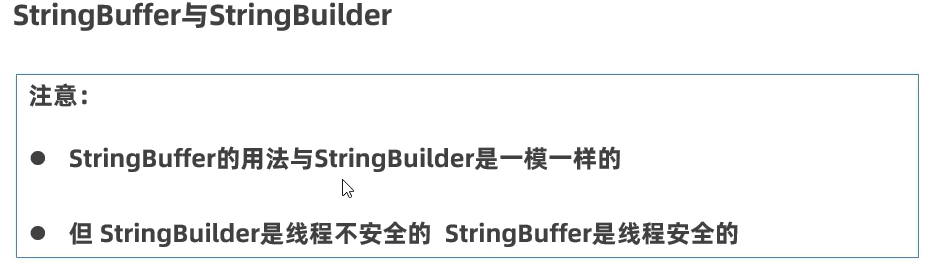 StringBuffer与StringBuilder
注意：
● StringBuffer的用法与StringBuilder是一模一样的
● 但 StringBuilder是线程不安全的 StringBuffer是线程安全的